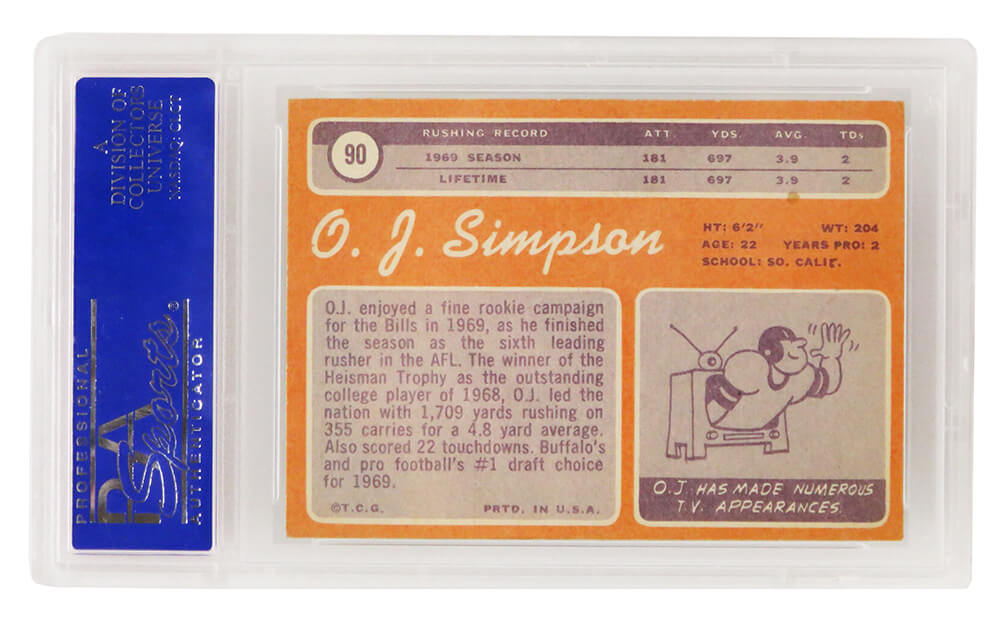 A
DIVISION OF
COLLECTORS
UNIVERSE
NASDAQ: CLCT
PROFESSIONAL
PSA
Sports®
AUTHENTICATOR
90
RUSHING RECORD ATT. YDS. AVG. TDs
1969 SEASON 181 697 3.9 2
LIFETIME 181 697 3.9 2
O. J. Simpson
HT: 6'2" WT: 204
AGE: 22 YEARS PRO: 2
SCHOOL: SO. CALIF.
O.J. enjoyed a fine rookie campaign
for the Bills in 1969, as he finished
the season as the sixth leading
rusher in the AFL. The winner of the
Heisman Trophy as the outstanding
college player of 1968, O.J. led the
nation with 1,709 yards rushing on
355 carries for a 4.8 yard average.
Also scored 22 touchdowns. Buffalo's
and pro football's #1 draft choice
for 1969.
©T.C.G. PRTD. IN U.S.A.
O.J. HAS MADE NUMEROUS
T.V. APPEARANCES.